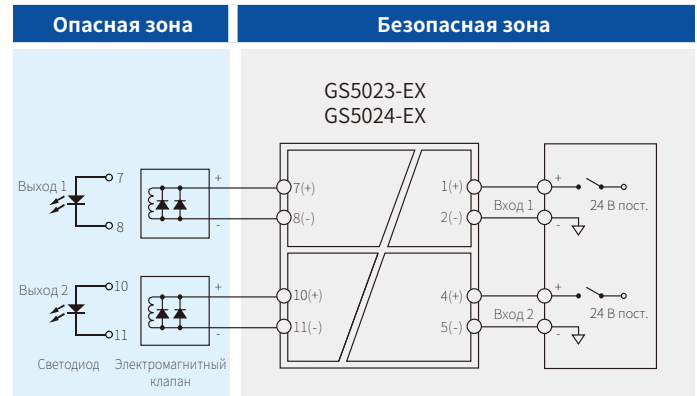 Опасная зона
Безопасная зона
GS5023-EX
GS5024-EX
Выход 1
7
8
+
-
7(+)
8(-)
1(+)
2(-)
Вход 1
+
-
24 В пост.
Выход 2
10
11
+
-
10(+)
11(-)
4(+)
5(-)
Вход 2
+
-
24 В пост.
Светодиод
Электромагнитный
клапан